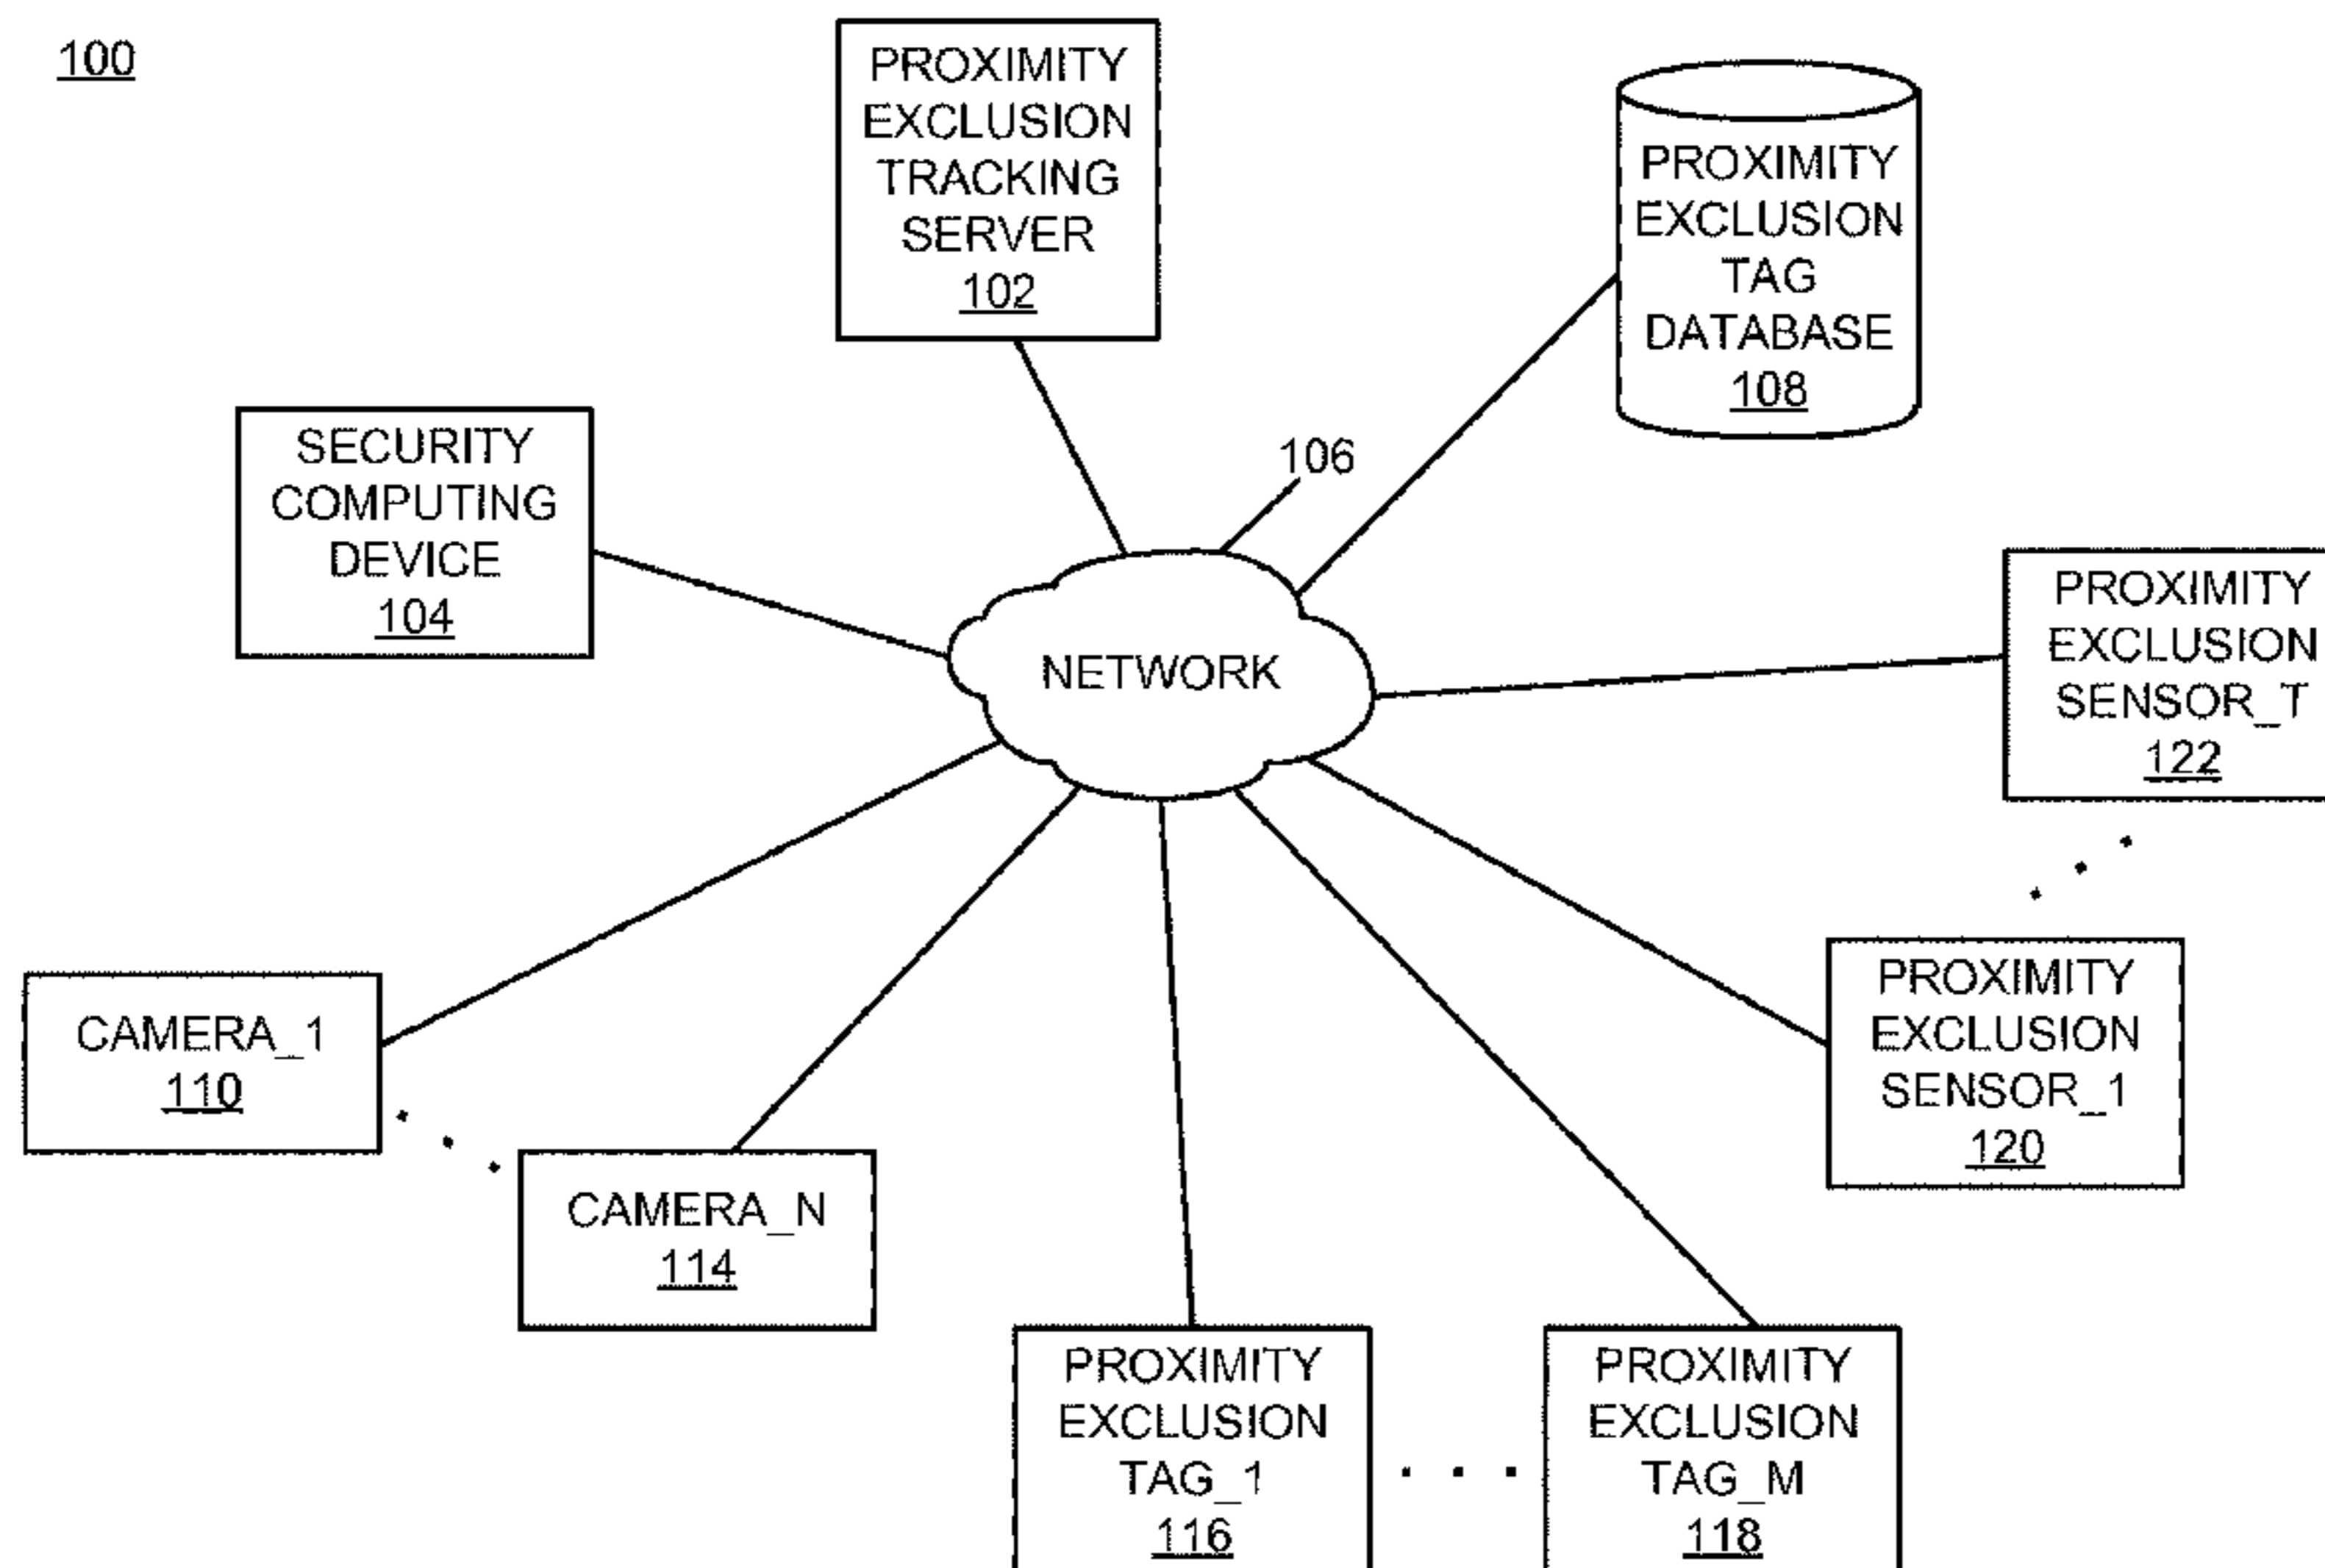 100
PROXIMITY
EXCLUSION
TRACKING
SERVER
102
PROXIMITY
EXCLUSION
TAG
DATABASE
108
SECURITY
COMPUTING
DEVICE
104
106
NETWORK
PROXIMITY
EXCLUSION
SENSOR_T
122
PROXIMITY
EXCLUSION
SENSOR_1
120
CAMERA_1
110
CAMERA_N
114
PROXIMITY
EXCLUSION
TAG_1
116
PROXIMITY
EXCLUSION
TAG_M
118